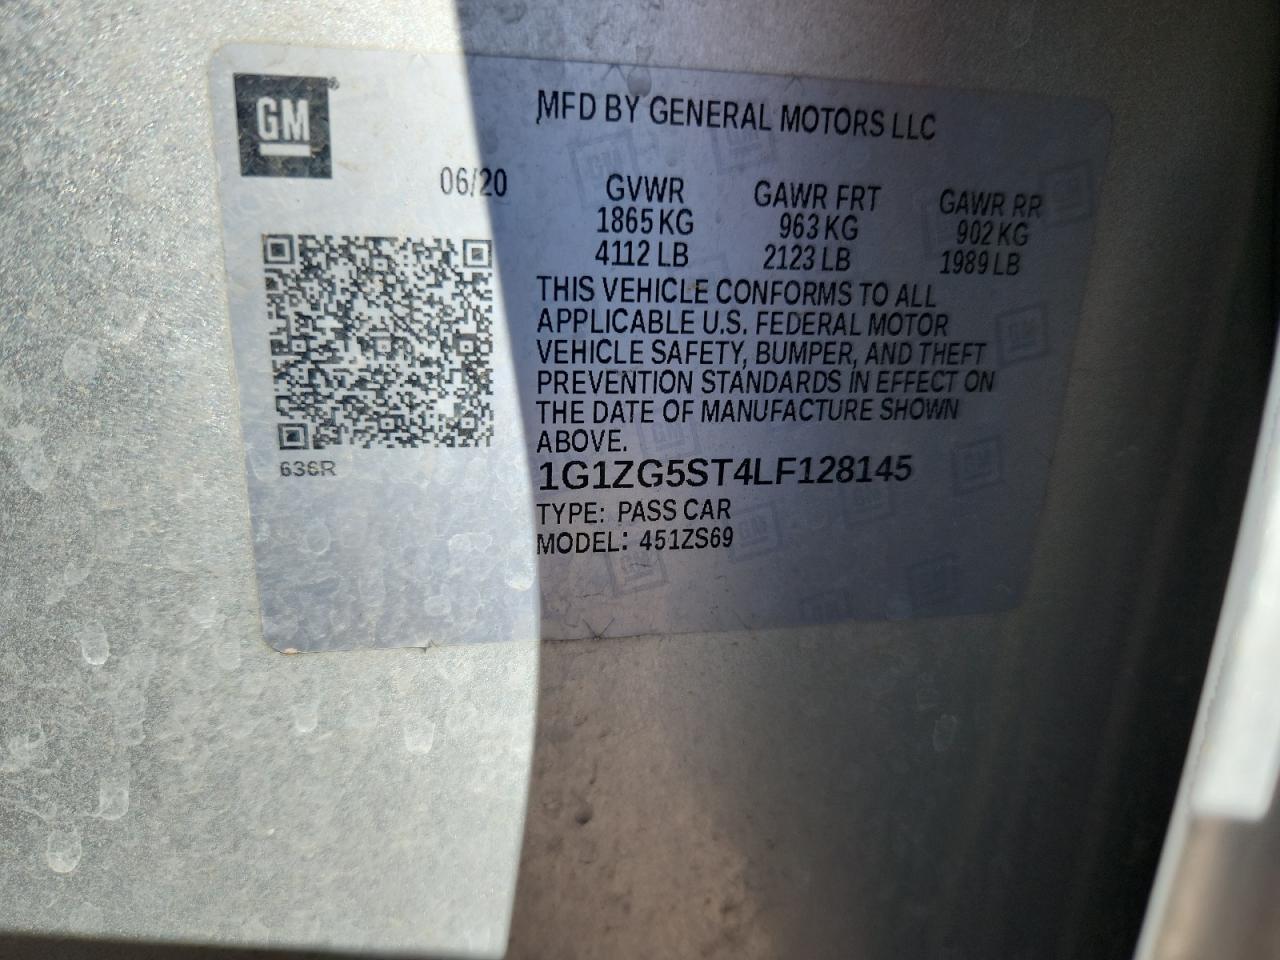 GM
MFD BY GENERAL MOTORS LLC
06/20
GVWR GAWR FRT GAWR RR
1865 KG 963 KG 902 KG
4112 LB 2123 LB 1989 LB
THIS VEHICLE CONFORMS TO ALL
APPLICABLE U.S. FEDERAL MOTOR
VEHICLE SAFETY, BUMPER, AND THEFT
PREVENTION STANDARDS IN EFFECT ON
THE DATE OF MANUFACTURE SHOWN
ABOVE.
636R
1G1ZG5ST4LF128145
TYPE: PASS CAR
MODEL: 451ZS69